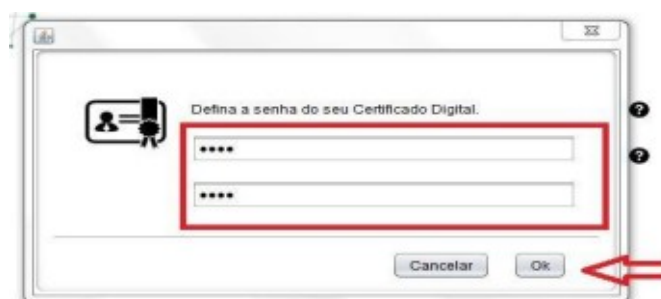 Defina a senha do seu Certificado Digital.
••••
••••
Cancelar Ok